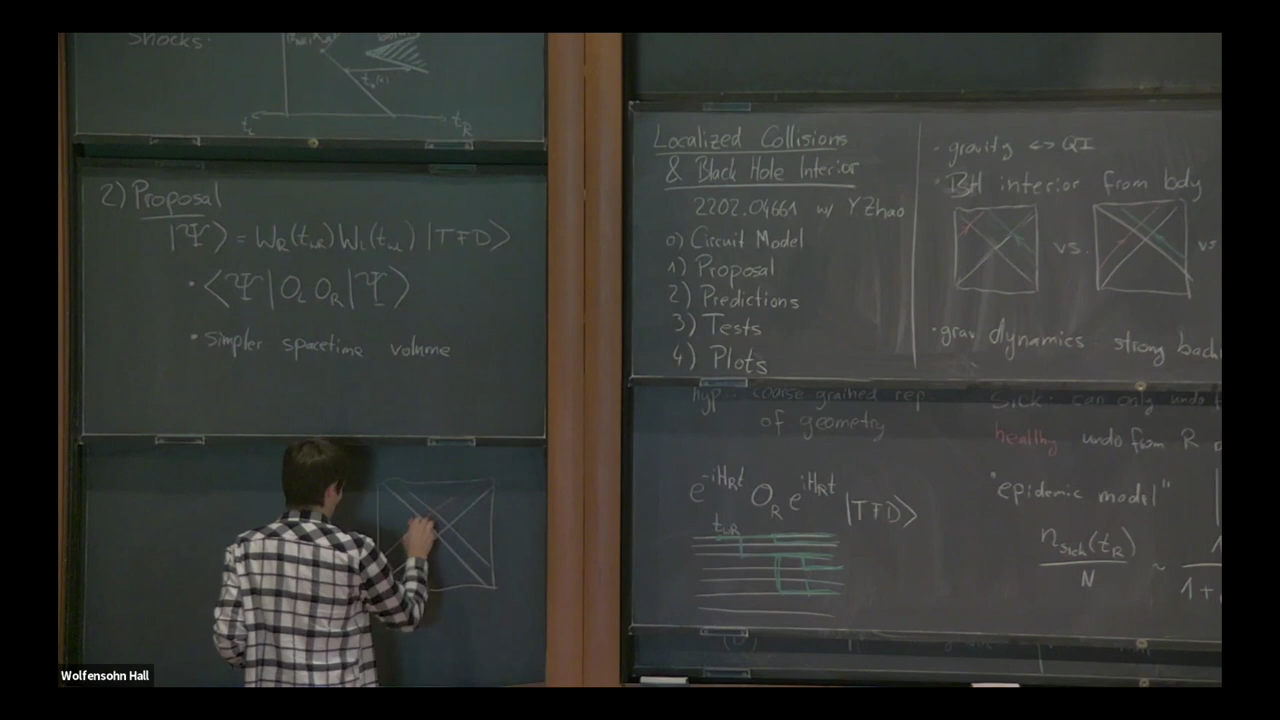 Shocks:
t_L
t_R
2) Proposal
|Ψ⟩ = W_R(t_WR) W_L(t_WL) |TFD⟩
• ⟨Ψ| O_L O_R |Ψ⟩
• simpler spacetime volume
Localized Collisions
& Black Hole Interior
2202.04661 w/ Y Zhao
0) Circuit Model
1) Proposal
2) Predictions
3) Tests
4) Plots
• gravity <-> QI
• BH interior from bdy
vs.
vs
• grav dynamics strong back
hyp.: course grained rep.
of geometry
e^{-iH_R t} O_R e^{iH_R t} |TFD⟩
t_WR
Sick: can only undo f
healthy undo from R
"epidemic model"
n_sick(t_R)
N
~
1 +
Wolfensohn Hall